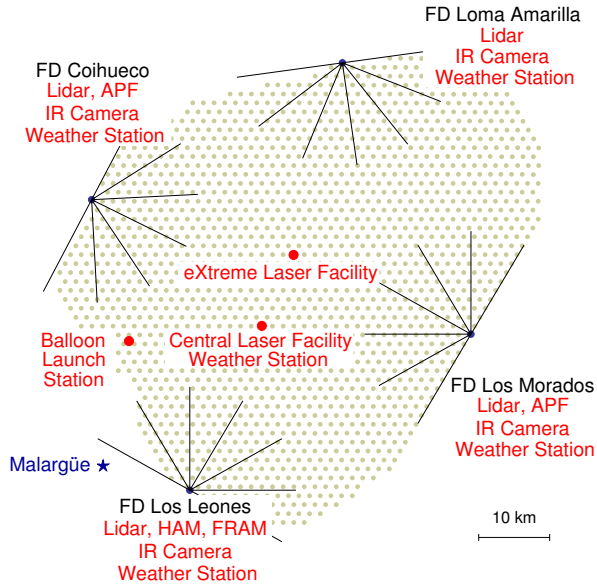 FD Loma Amarilla
Lidar
IR Camera
Weather Station
FD Coihueco
Lidar, APF
IR Camera
Weather Station
eXtreme Laser Facility
Balloon
Launch
Station
Central Laser Facility
Weather Station
FD Los Morados
Lidar, APF
IR Camera
Weather Station
Malargüe
FD Los Leones
Lidar, HAM, FRAM
IR Camera
Weather Station
10 km